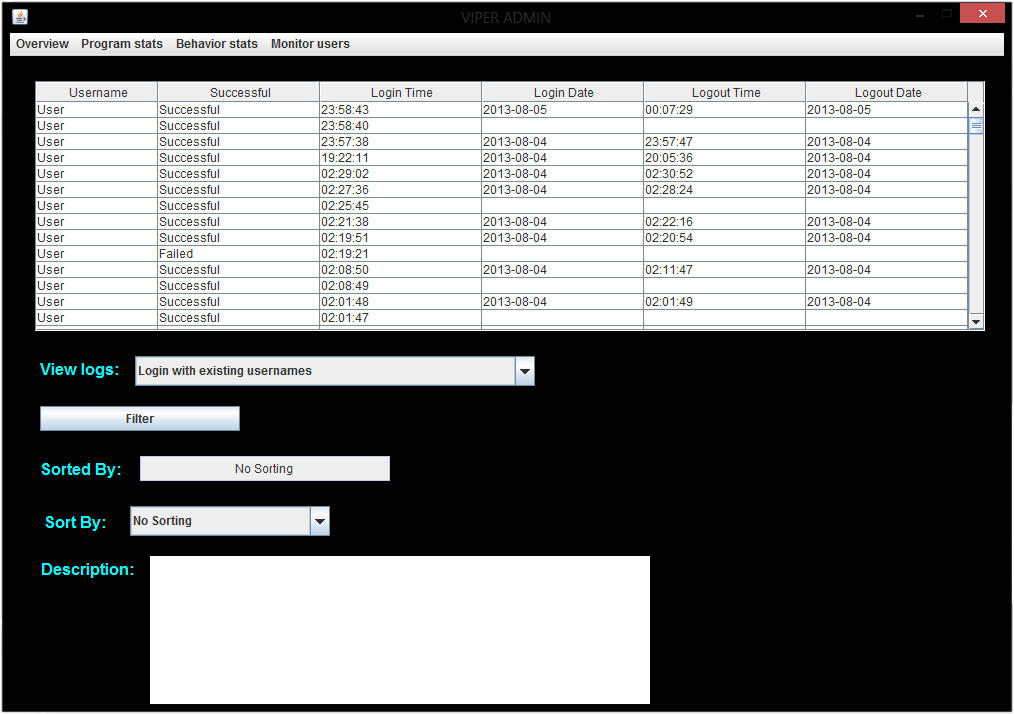 VIPER ADMIN
Overview Program stats Behavior stats Monitor users
Username Successful Login Time Login Date Logout Time Logout Date
User Successful 23:58:43 2013-08-05 00:07:29 2013-08-05
User Successful 23:58:40
User Successful 23:57:38 2013-08-04 23:57:47 2013-08-04
User Successful 19:22:11 2013-08-04 20:05:36 2013-08-04
User Successful 02:29:02 2013-08-04 02:30:52 2013-08-04
User Successful 02:27:36 2013-08-04 02:28:24 2013-08-04
User Successful 02:25:45
User Successful 02:21:38 2013-08-04 02:22:16 2013-08-04
User Successful 02:19:51 2013-08-04 02:20:54 2013-08-04
User Failed 02:19:21
User Successful 02:08:50 2013-08-04 02:11:47 2013-08-04
User Successful 02:08:49
User Successful 02:01:48 2013-08-04 02:01:49 2013-08-04
User Successful 02:01:47
View logs: Login with existing usernames
Filter
Sorted By: No Sorting
Sort By: No Sorting
Description: